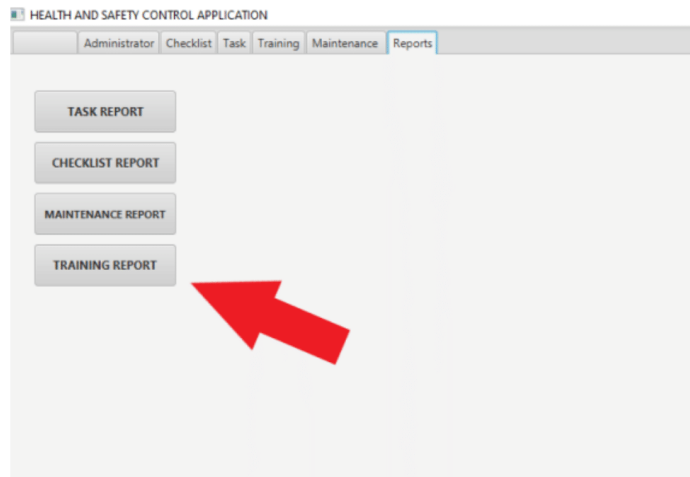 HEALTH AND SAFETY CONTROL APPLICATION
Administrator Checklist Task Training Maintenance Reports
TASK REPORT
CHECKLIST REPORT
MAINTENANCE REPORT
TRAINING REPORT